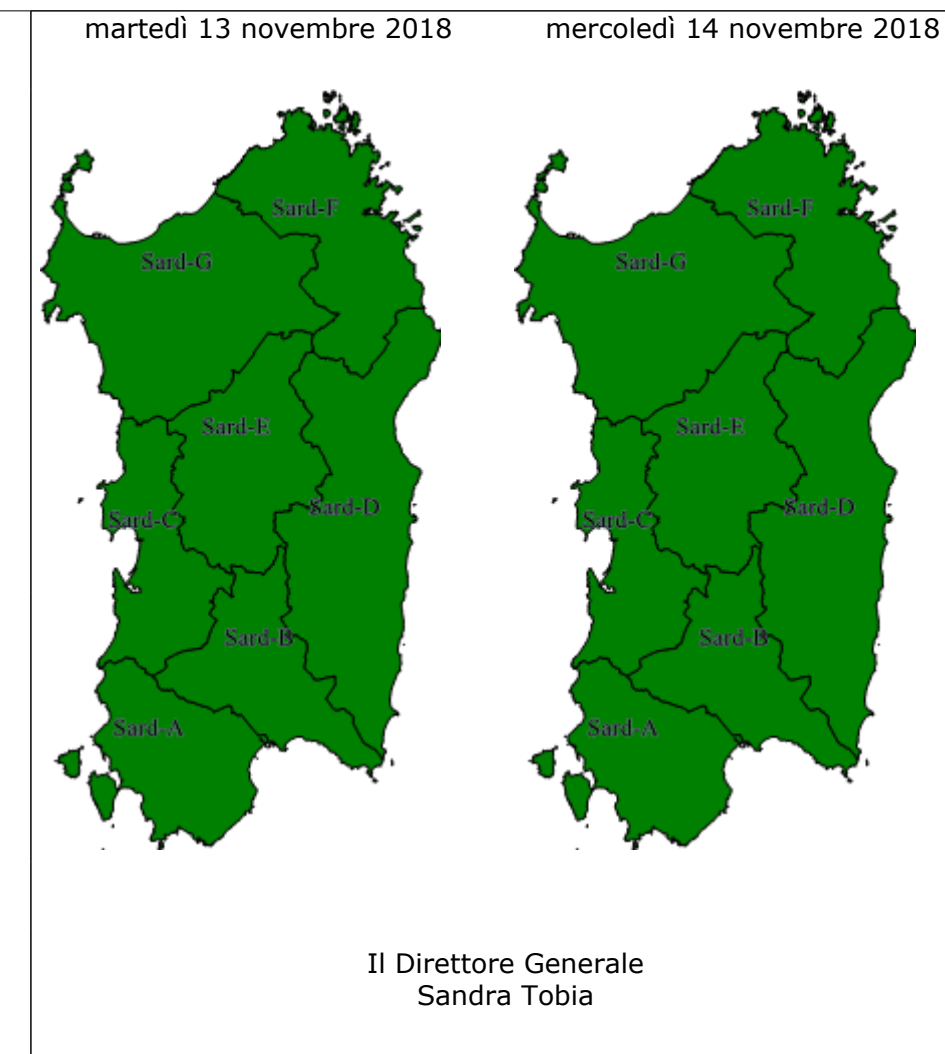 martedì 13 novembre 2018
mercoledì 14 novembre 2018
Sard-F
Sard-G
Sard-E
Sard-D
Sard-C
Sard-B
Sard-A
Sard-F
Sard-G
Sard-E
Sard-D
Sard-C
Sard-B
Sard-A
Il Direttore Generale
Sandra Tobia